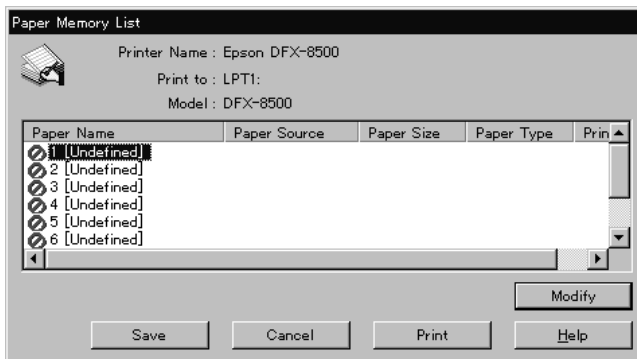 Paper Memory List
Printer Name : Epson DFX-8500
Print to : LPT1:
Model : DFX-8500
Paper Name Paper Source Paper Size Paper Type Prin
1 [Undefined]
2 [Undefined]
3 [Undefined]
4 [Undefined]
5 [Undefined]
6 [Undefined]
Modify
Save Cancel Print Help